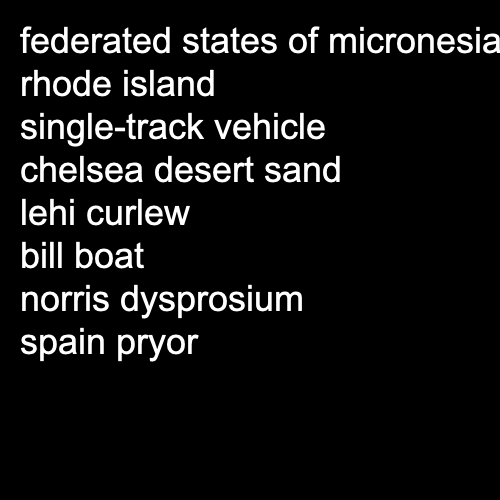 federated states of micronesia
rhode island
single-track vehicle
chelsea desert sand
lehi curlew
bill boat
norris dysprosium
spain pryor